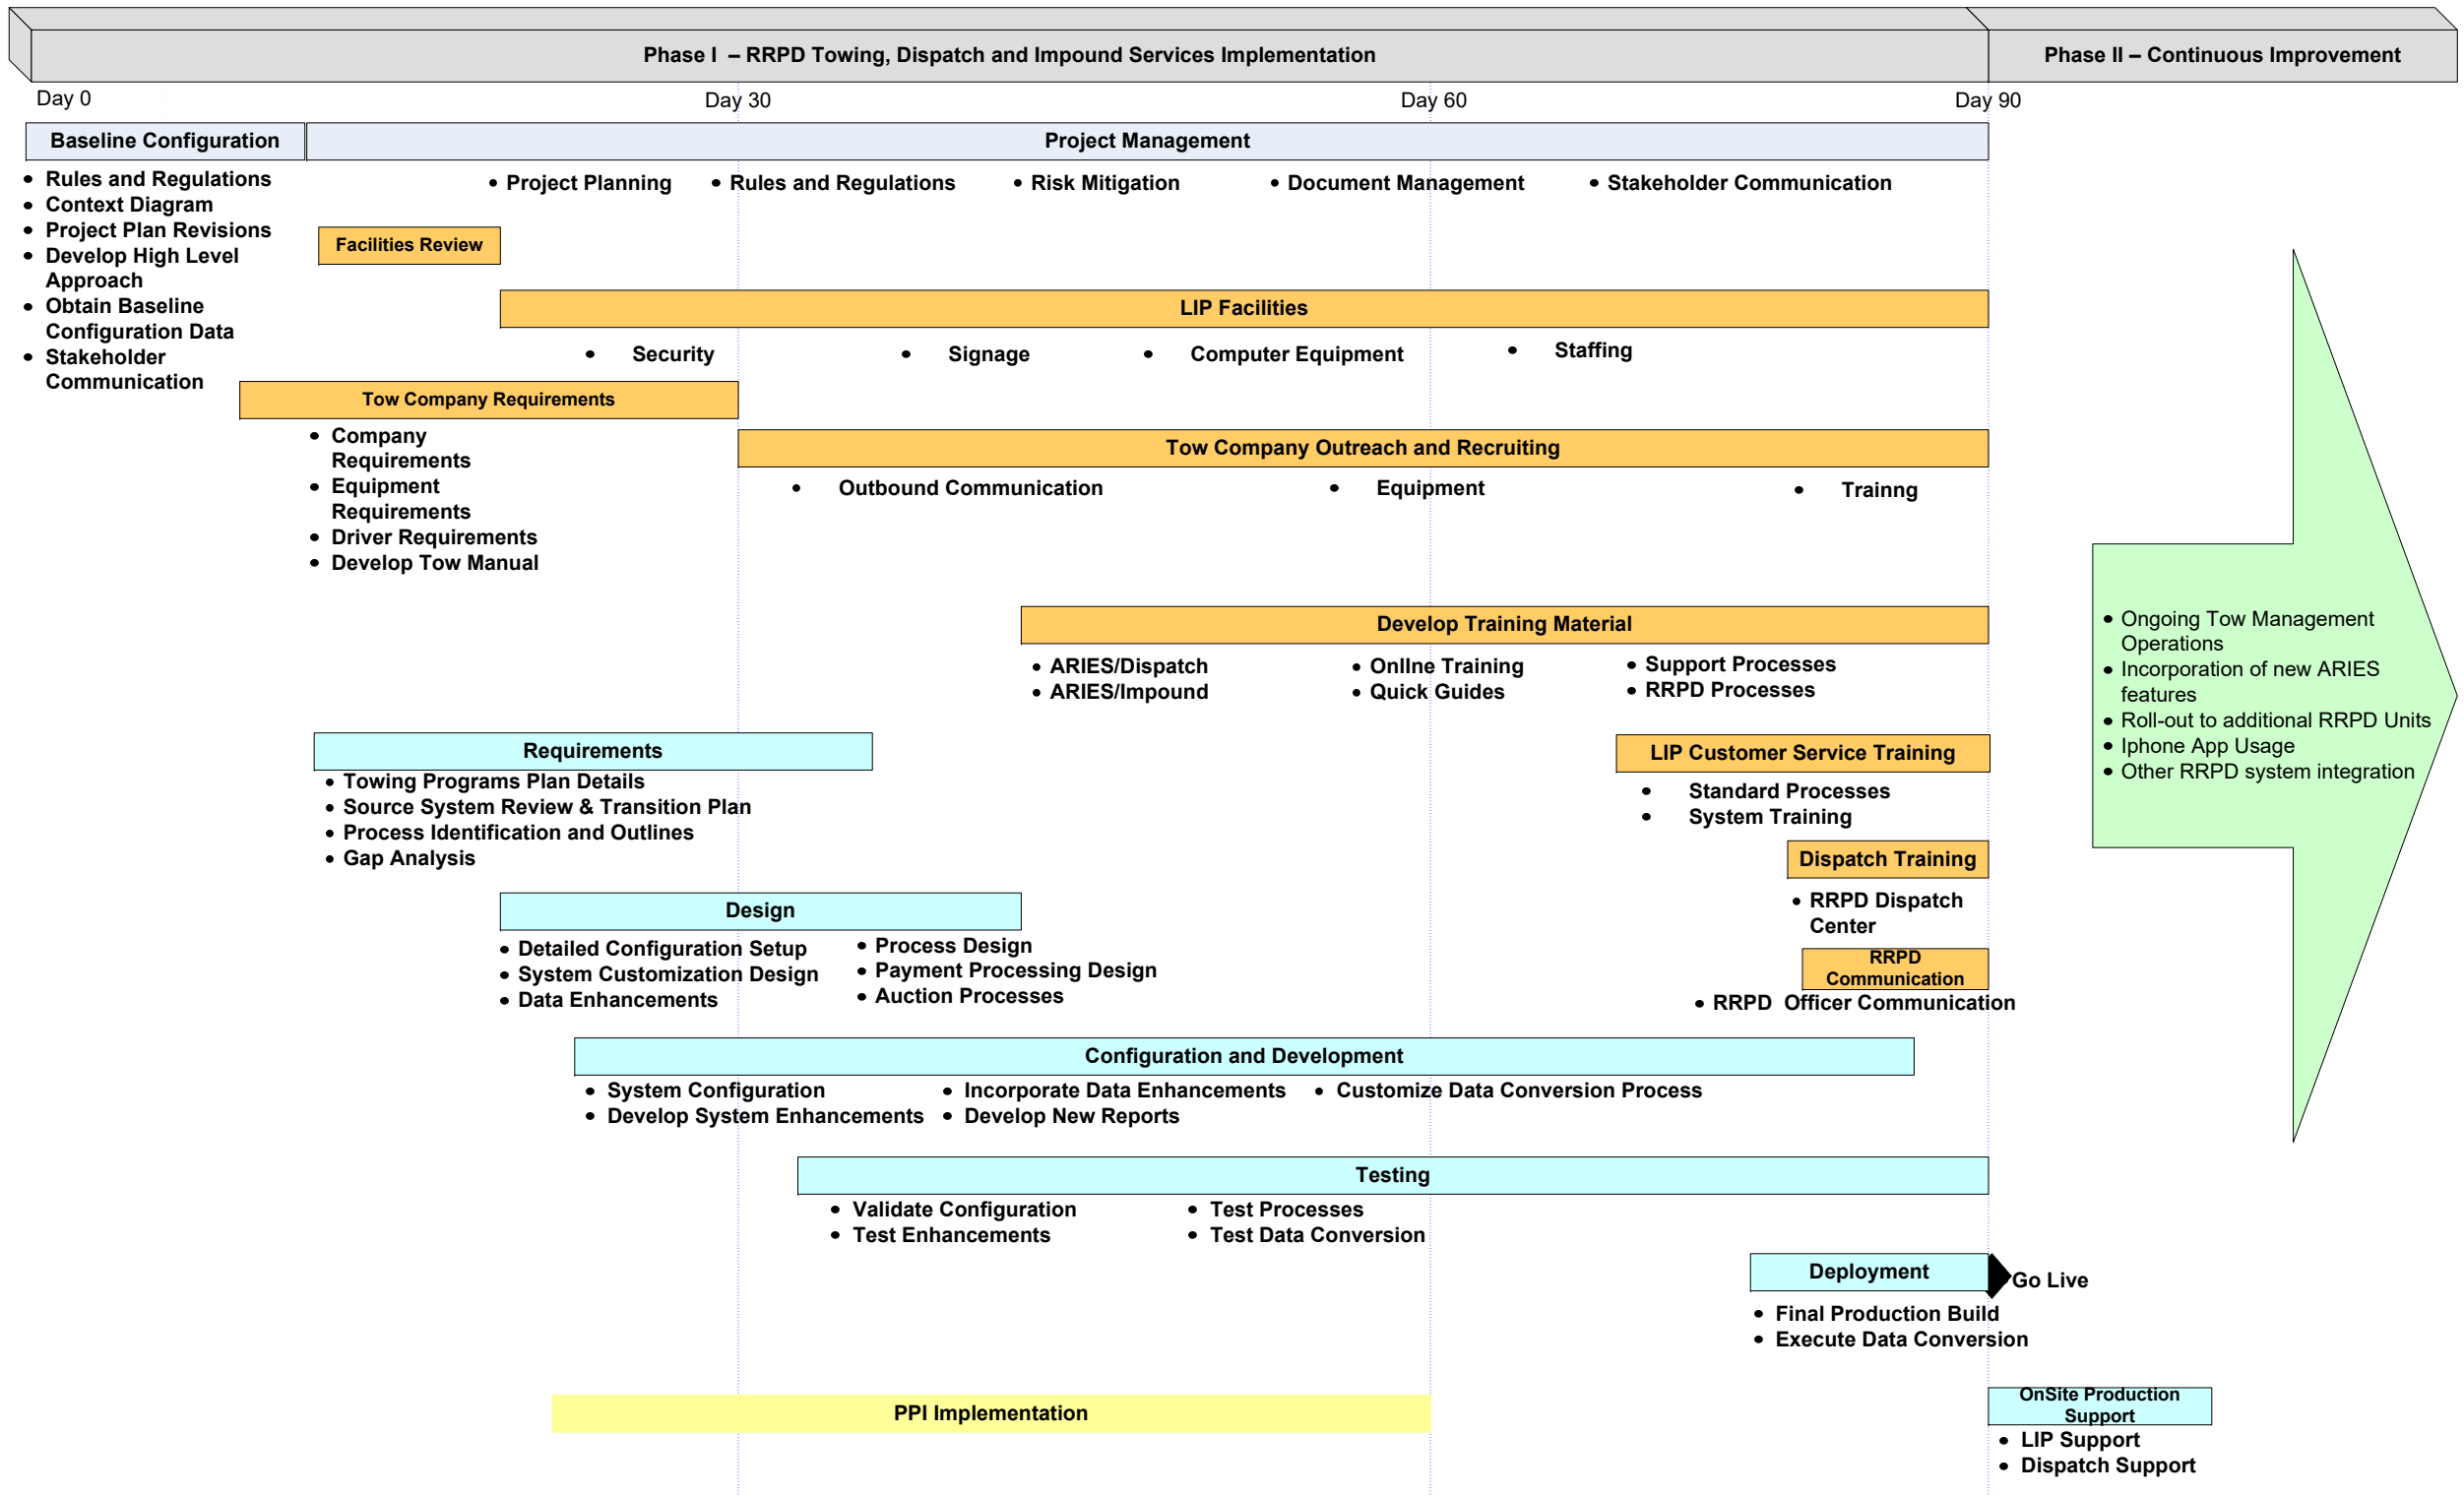 Phase I – RRPD Towing, Dispatch and Impound Services Implementation
Phase II – Continuous Improvement
Day 0
Day 30
Day 60
Day 90
Baseline Configuration
Project Management
• Rules and Regulations
• Context Diagram
• Project Plan Revisions
• Develop High Level
Approach
• Obtain Baseline
Configuration Data
• Stakeholder
Communication
• Project Planning
• Rules and Regulations
• Risk Mitigation
• Document Management
• Stakeholder Communication
Facilities Review
LIP Facilities
• Security
• Signage
• Computer Equipment
• Staffing
Tow Company Requirements
• Company
Requirements
• Equipment
Requirements
• Driver Requirements
• Develop Tow Manual
Tow Company Outreach and Recruiting
• Outbound Communication
• Equipment
• Trainng
Develop Training Material
• ARIES/Dispatch
• ARIES/Impound
• OnlIne Training
• Quick Guides
• Support Processes
• RRPD Processes
• Ongoing Tow Management
Operations
• Incorporation of new ARIES
features
• Roll-out to additional RRPD Units
• Iphone App Usage
• Other RRPD system integration
Requirements
• Towing Programs Plan Details
• Source System Review & Transition Plan
• Process Identification and Outlines
• Gap Analysis
LIP Customer Service Training
• Standard Processes
• System Training
Dispatch Training
• RRPD Dispatch
Center
Design
• Detailed Configuration Setup
• System Customization Design
• Data Enhancements
• Process Design
• Payment Processing Design
• Auction Processes
RRPD
Communication
• RRPD  Officer Communication
Configuration and Development
• System Configuration
• Develop System Enhancements
• Incorporate Data Enhancements
• Develop New Reports
• Customize Data Conversion Process
Testing
• Validate Configuration
• Test Enhancements
• Test Processes
• Test Data Conversion
Deployment
Go Live
• Final Production Build
• Execute Data Conversion
PPI Implementation
OnSite Production
Support
• LIP Support
• Dispatch Support